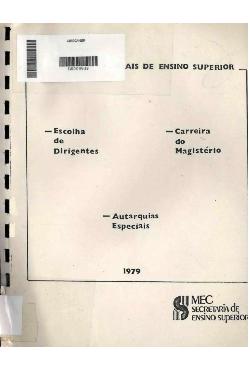 AIS DE ENSINO SUPERIOR
— Escolha
de
Dirigentes
— Carreira
do
Magistério
— Autarquias
Especiais
1979
MEC
SECRETARIA de
ENSINO SUPERIOR